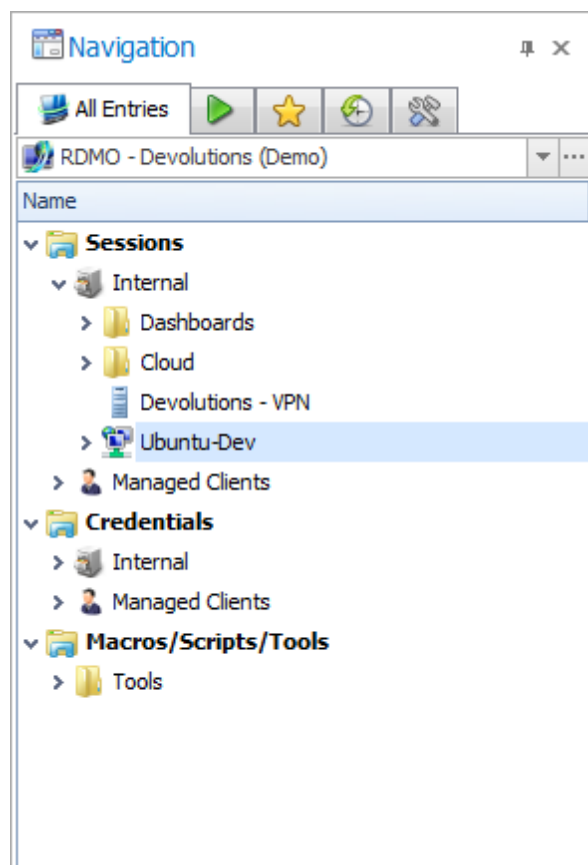 Navigation
All Entries
RDMO - Devolutions (Demo)
Name
Sessions
Internal
Dashboards
Cloud
Devolutions - VPN
Ubuntu-Dev
Managed Clients
Credentials
Internal
Managed Clients
Macros/Scripts/Tools
Tools